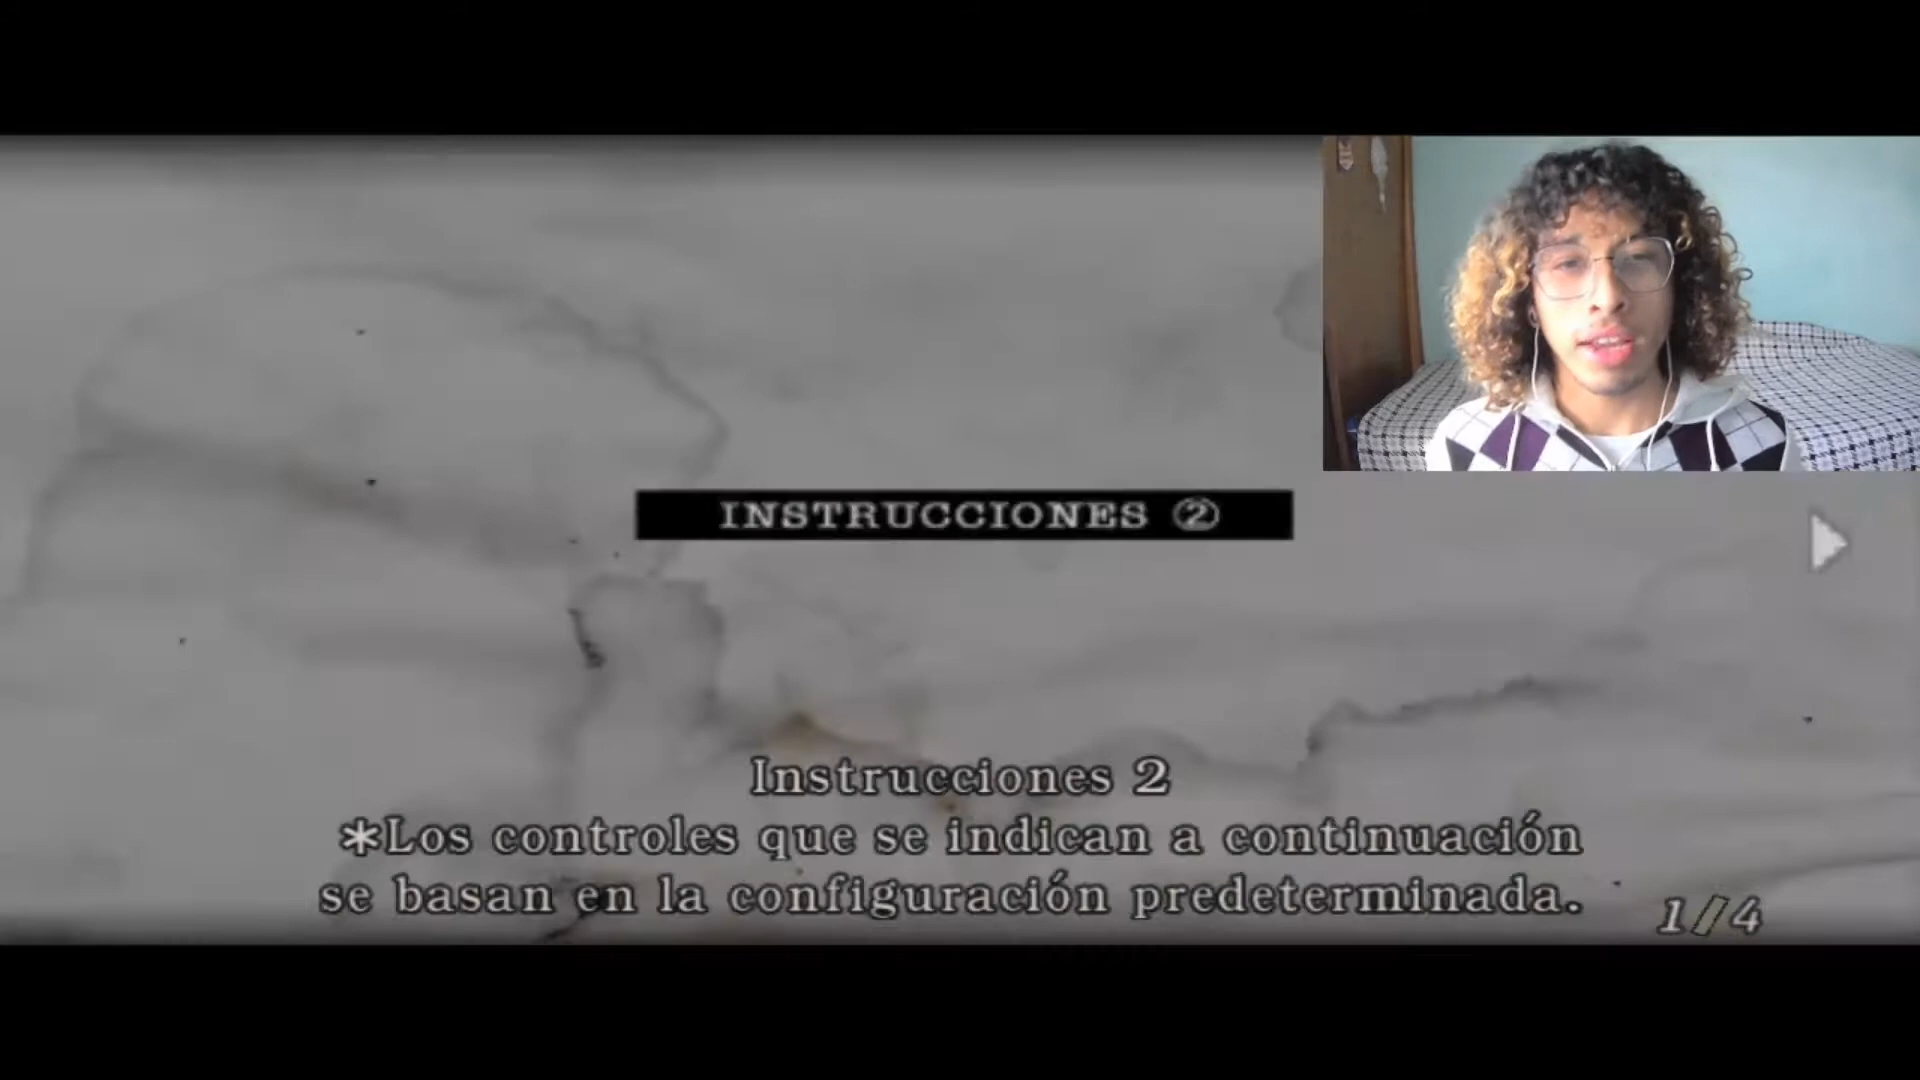 INSTRUCCIONES ②
Instrucciones 2
*Los controles que se indican a continuación
se basan en la configuración predeterminada.
1/4